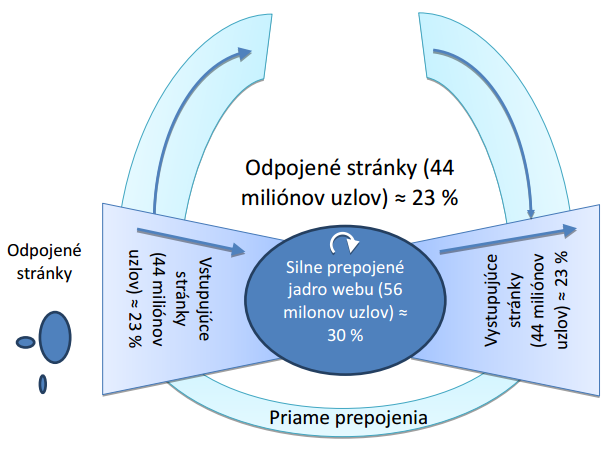 Odpojené stránky (44
miliónov uzlov) ≈ 23 %
Odpojené
stránky
Vstupujúce
stránky
(44 miliónov
uzlov) ≈ 23 %
Silne prepojené
jadro webu (56
milonov uzlov) ≈
30 %
Vystupujúce
stránky
(44 miliónov
uzlov) ≈ 23 %
Priame prepojenia